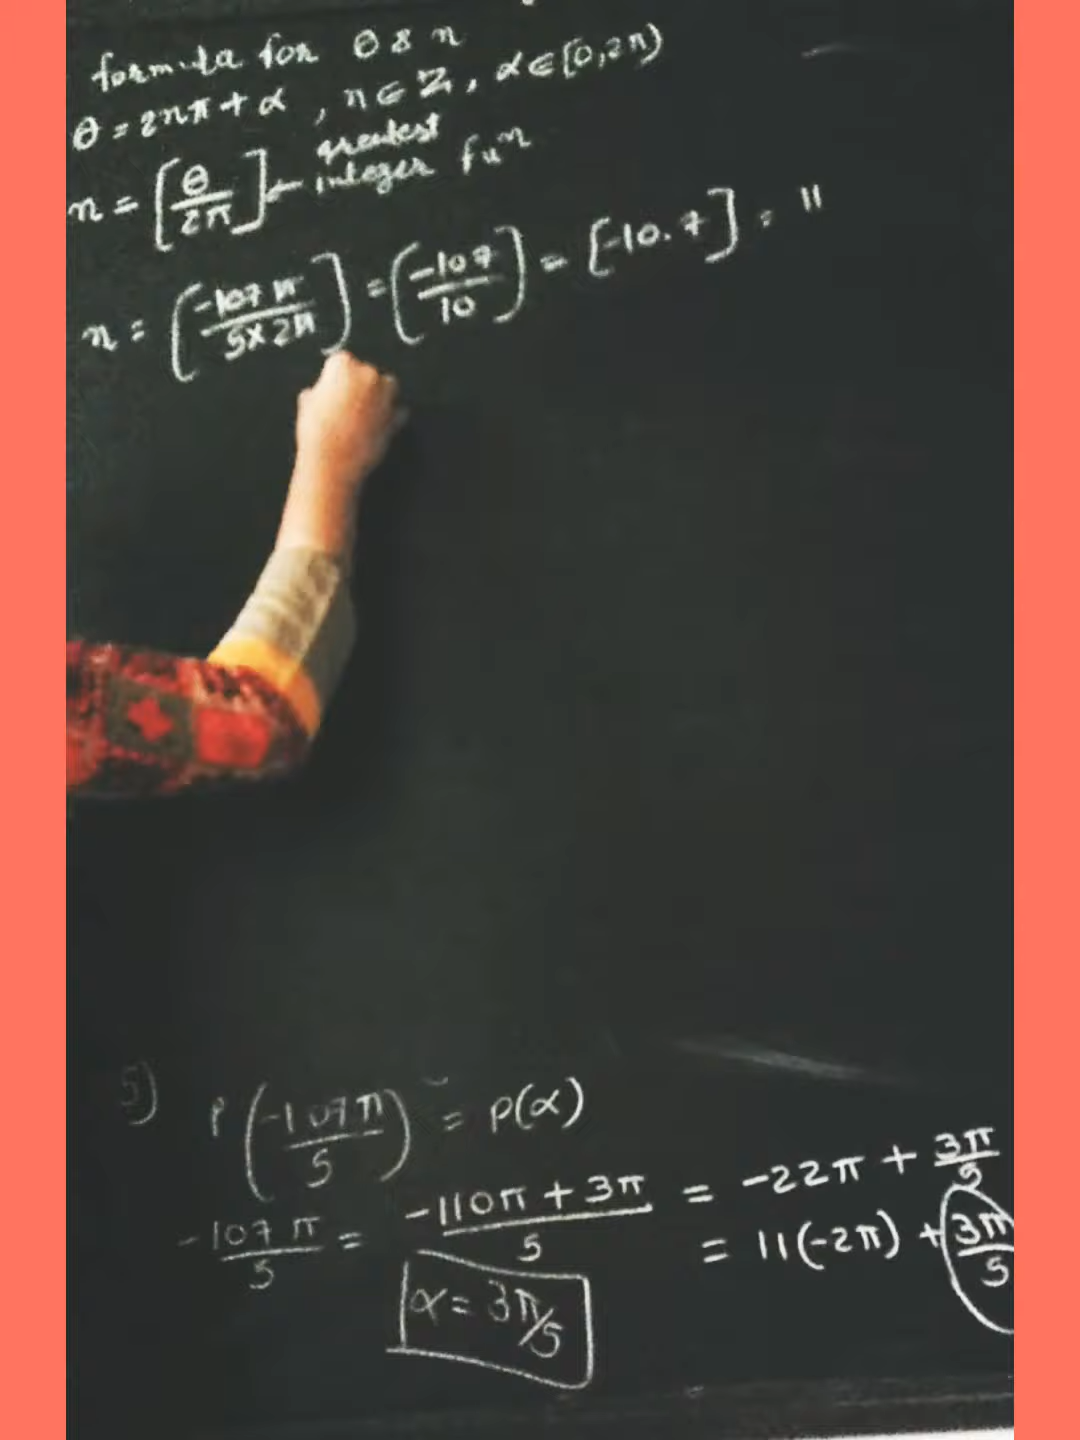 formula for θ & n
θ = 2nπ + α , n ∈ Z, α ∈ [0, 2π)
n = [θ/2π] ← greatest integer fuⁿ
n = [-107π/5×2π] = [-107/10] = [-10.7] = 11
5) P(-107π/5) = P(α)
-107π/5 = -110π + 3π/5 = -22π + 3π/5
= 11(-2π) + 3π/5
α = 3π/5